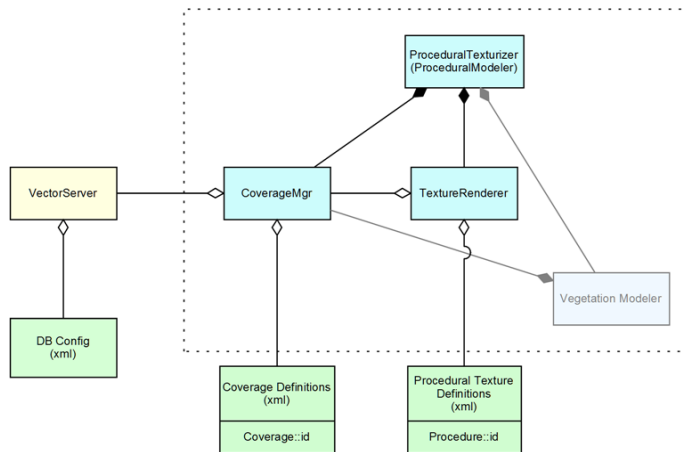 ProceduralTexturizer
(ProceduralModeler)
VectorServer
CoverageMgr
TextureRenderer
Vegetation Modeler
DB Config
(xml)
Coverage Definitions
(xml)
Coverage::id
Procedural Texture
Definitions
(xml)
Procedure::id